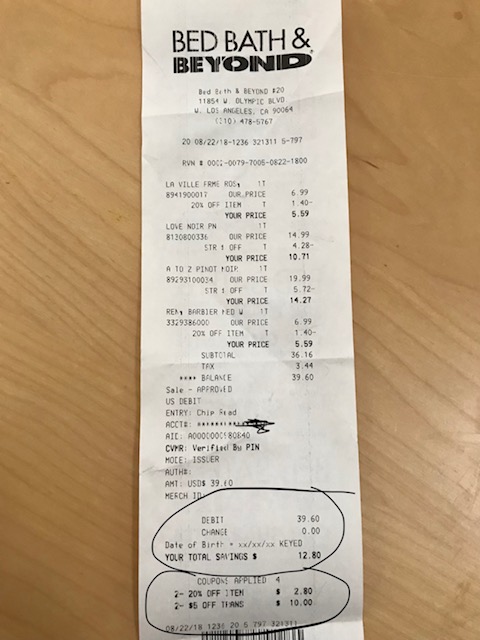 BED BATH &
BEYOND
Bed Bath & BEYOND #20
11854 W. OLYMPIC BLVD
W. LOS ANGELES, CA 90064
(310) 478-5767
20 08/22/18-1236 321311 5-797
RVN # 0002-0079-7005-0822-1800
LA VILLE FRME ROS, 1T
8941900017 OUR PRICE 6.99
20% OFF ITEM T 1.40-
YOUR PRICE 5.59
LOVE NOIR PN 1T
8130800336 OUR PRICE 14.99
STR $ OFF T 4.28-
YOUR PRICE 10.71
A TO Z PINOT NOIR 1T
89293100034 OUR PRICE 19.99
STR $ OFF T 5.72-
YOUR PRICE 14.27
REMY BARBIER RED W 1T
3329386000 OUR PRICE 6.99
20% OFF ITEM T 1.40-
YOUR PRICE 5.59
SUBTOTAL 36.16
TAX 3.44
**** BALANCE 39.60
Sale - APPROVED
US DEBIT
ENTRY: Chip Read
ACCT#:
AID: A0000000980840
CVMR: Verified By PIN
MODE: ISSUER
AUTH#:
AMT: USD$ 39.60
MERCH ID:
DEBIT 39.60
CHANGE 0.00
Date of Birth = xx/xx/xx KEYED
YOUR TOTAL SAVINGS $ 12.80
COUPONS APPLIED 4
2- 20% OFF ITEM $ 2.80
2- $5 OFF TRANS $ 10.00
08/22/18 1236 20 5 797 321311